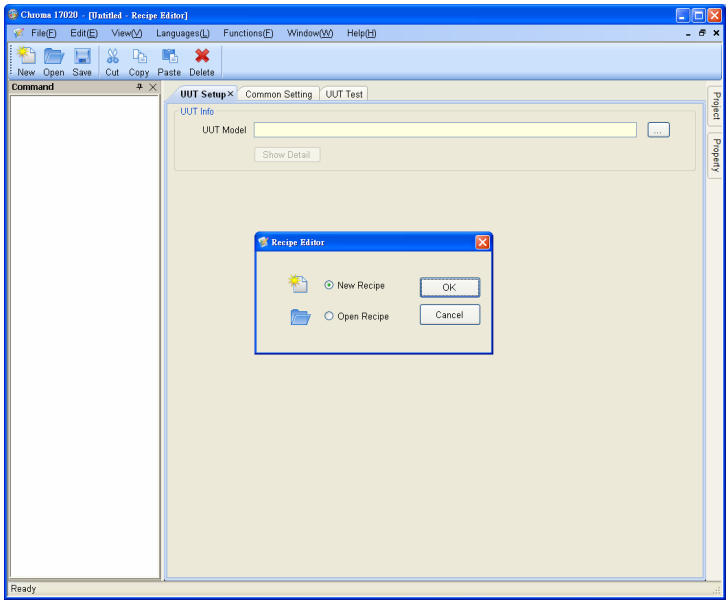 Chroma 17020 - [Untitled - Recipe Editor]
File(F) Edit(E) View(V) Languages(L) Functions(F) Window(W) Help(H)
New Open Save Cut Copy Paste Delete
Command
UUT Setup× Common Setting UUT Test
UUT Info
UUT Model ...
Show Detail
Project
Property
Recipe Editor
New Recipe OK
Open Recipe Cancel
Ready